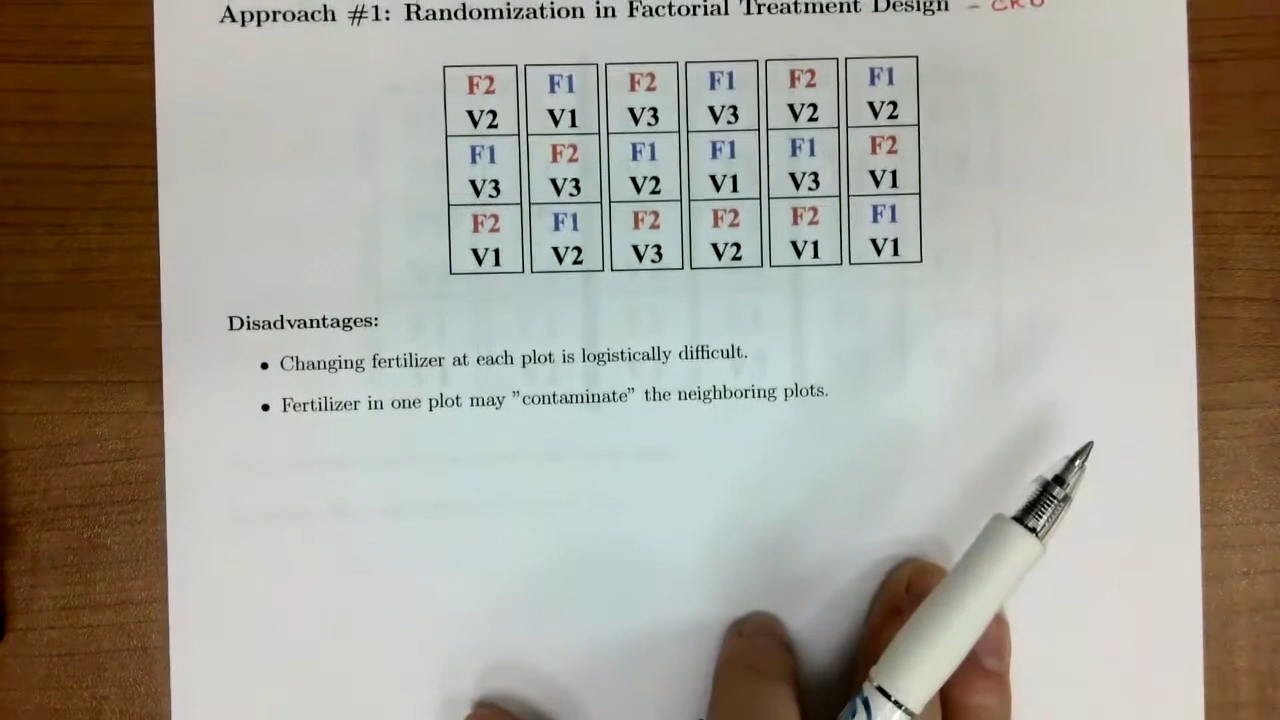 Approach #1: Randomization in Factorial Treatment Design - CRD
F2 F1 F2 F1 F2 F1
V2 V1 V3 V3 V2 V2
F1 F2 F1 F1 F1 F2
V3 V3 V2 V1 V3 V1
F2 F1 F2 F2 F2 F1
V1 V2 V3 V2 V1 V1
Disadvantages:
• Changing fertilizer at each plot is logistically difficult.
• Fertilizer in one plot may "contaminate" the neighboring plots.